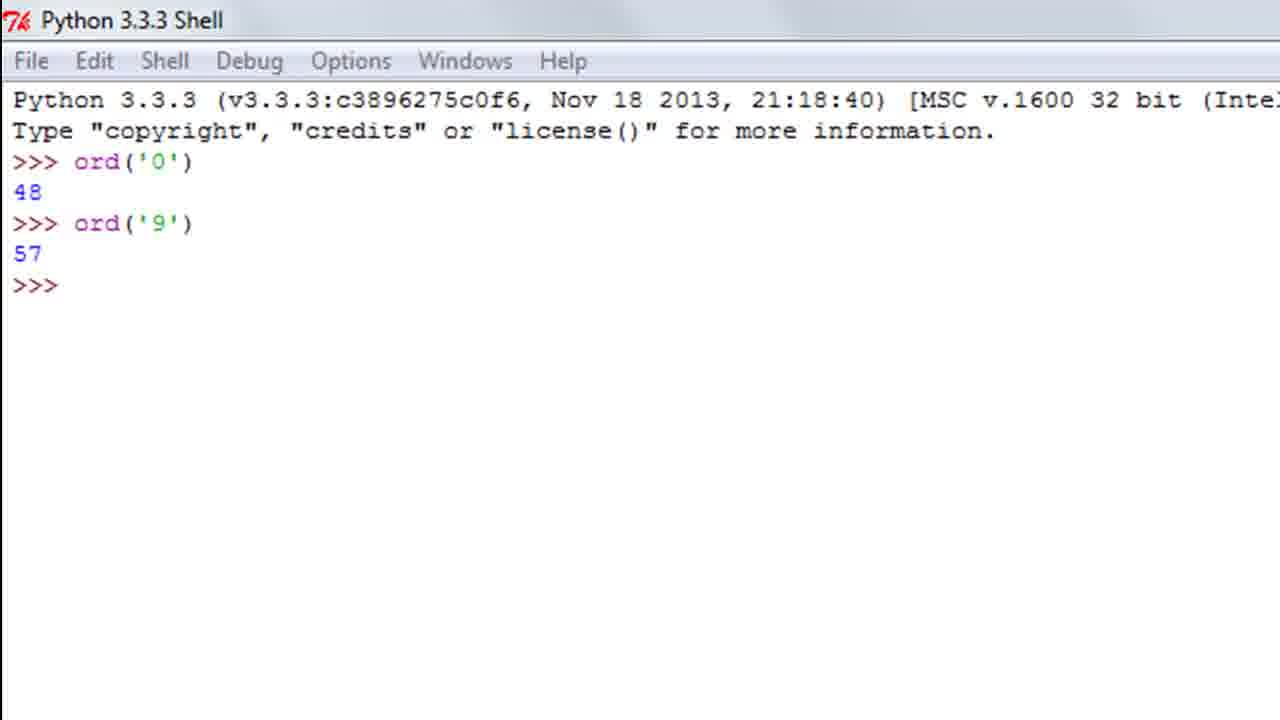 Python 3.3.3 Shell
File Edit Shell Debug Options Windows Help
Python 3.3.3 (v3.3.3:c3896275c0f6, Nov 18 2013, 21:18:40) [MSC v.1600 32 bit (Intel
Type "copyright", "credits" or "license()" for more information.
>>> ord('0')
48
>>> ord('9')
57
>>>